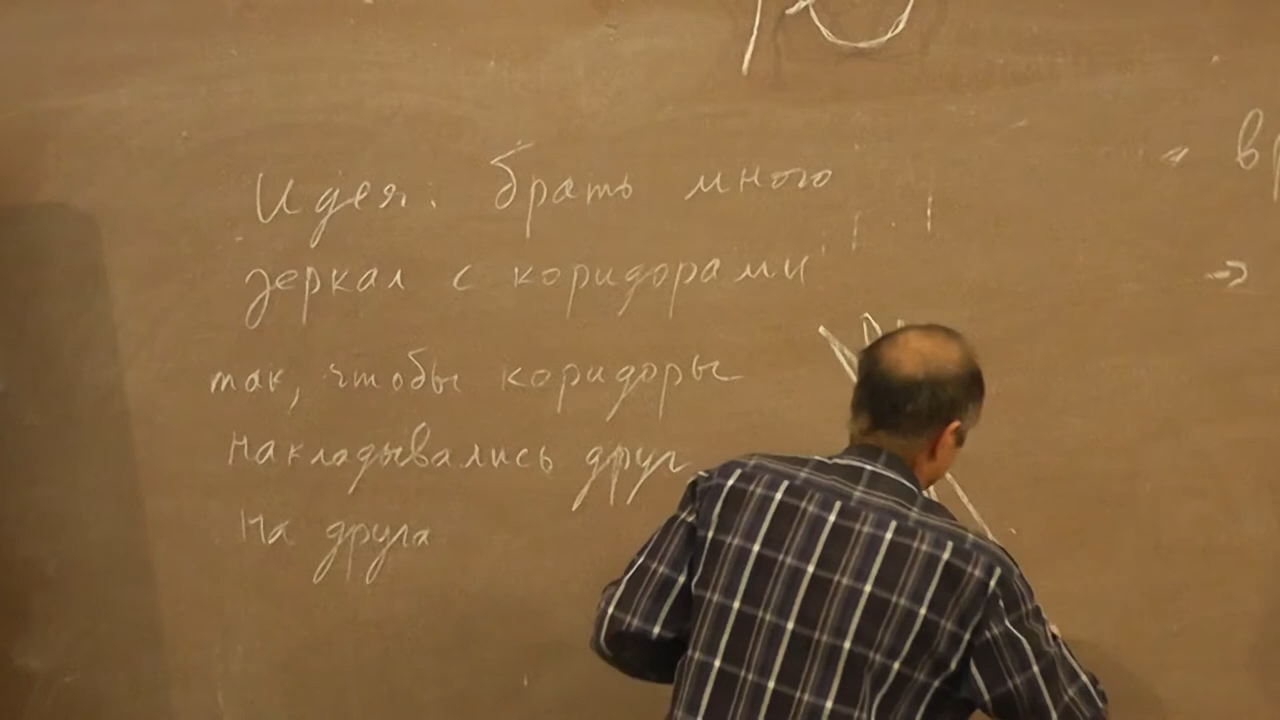 Идея: брать много
зеркал с коридорами
так, чтобы коридоры
накладывались друг
на друга